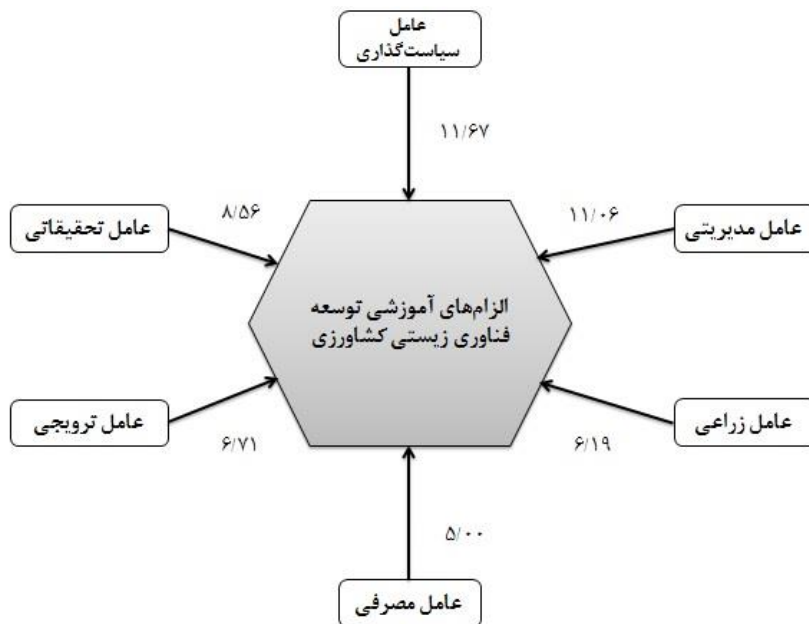 عامل
سیاست‌گذاری
۱۱/۶۷
۸/۵۶
۱۱/۰۶
عامل تحقیقاتی
عامل مدیریتی
الزام‌های آموزشی توسعه
فناوری زیستی کشاورزی
عامل ترویجی
عامل زراعی
۶/۷۱
۶/۱۹
۵/۰۰
عامل مصرفی